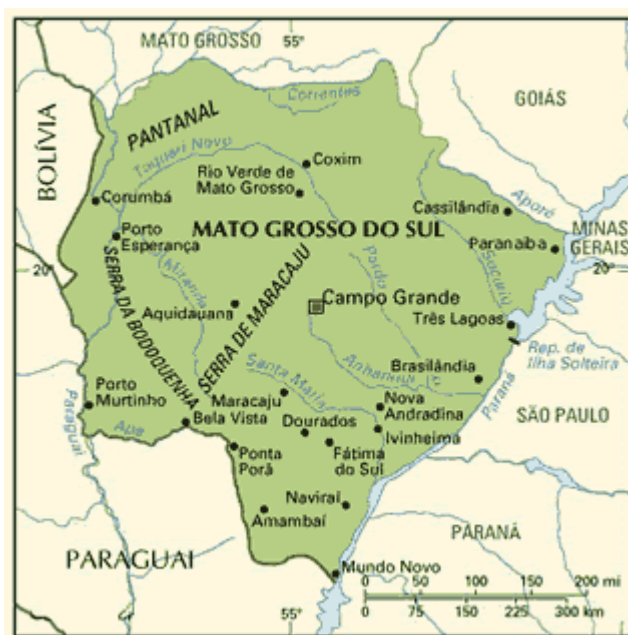 MATO GROSSO
55°
GOIÁS
BOLÍVIA
PANTANAL
Correntes
Taquari Novo
Coxim
Rio Verde de
Mato Grosso
Corumbá
Cassilândia
Aporé
MINAS
GERAIS
Porto
Esperança
MATO GROSSO DO SUL
Paranaíba
20°
20°
SERRA DA BODOQUENHA
Miranda
SERRA DE MARACAJU
Pardo
Sucuriú
Aquidauana
Campo Grande
Três Lagoas
Rep. de
Ilha Solteira
Brasilândia
Paraná
Porto
Murtinho
Maracaju
Santa Maria
Nova
Andradina
SÃO PAULO
Paraguai
Apa
Bela Vista
Dourados
Ivinheima
Ponta
Porã
Fátima
do Sul
Naviraí
Amambaí
PARANÁ
PARAGUAI
Mundo Novo
0 50 100 150 200 mi
0 75 150 225 300 km
55°